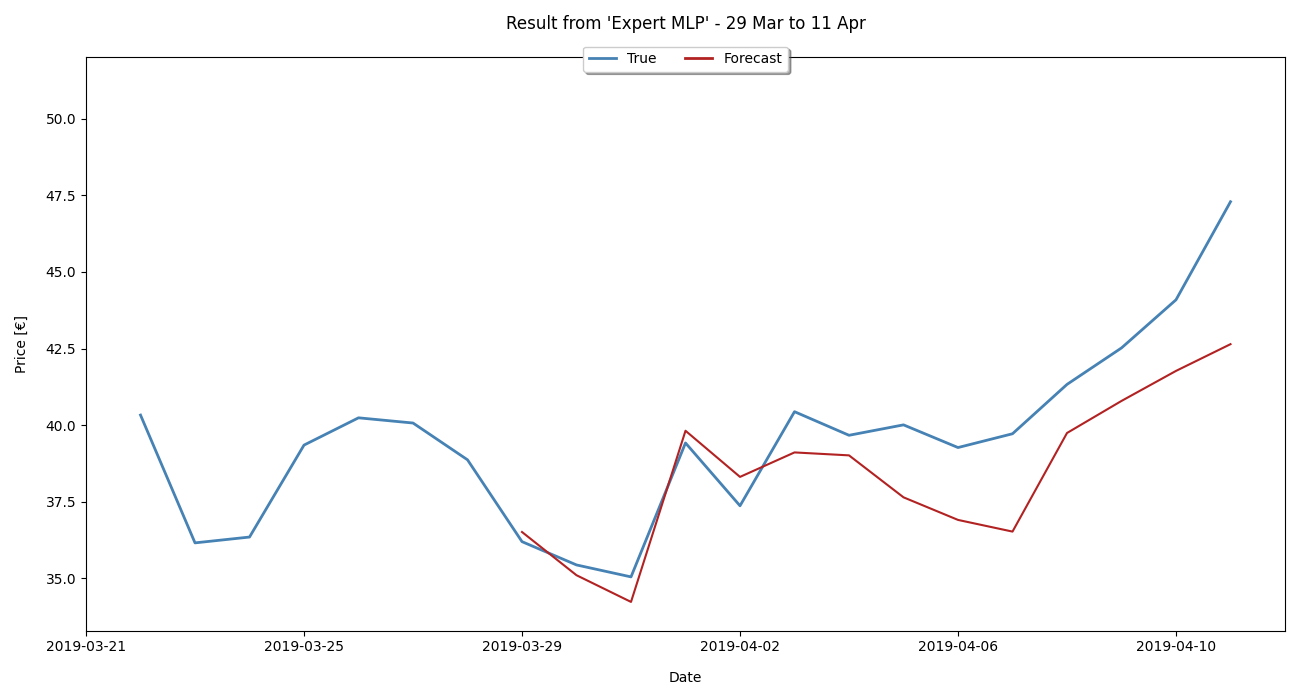 Result from 'Expert MLP' - 29 Mar to 11 Apr
True Forecast
50.0
47.5
45.0
42.5
40.0
37.5
35.0
Price [€]
2019-03-21 2019-03-25 2019-03-29 2019-04-02 2019-04-06 2019-04-10
Date